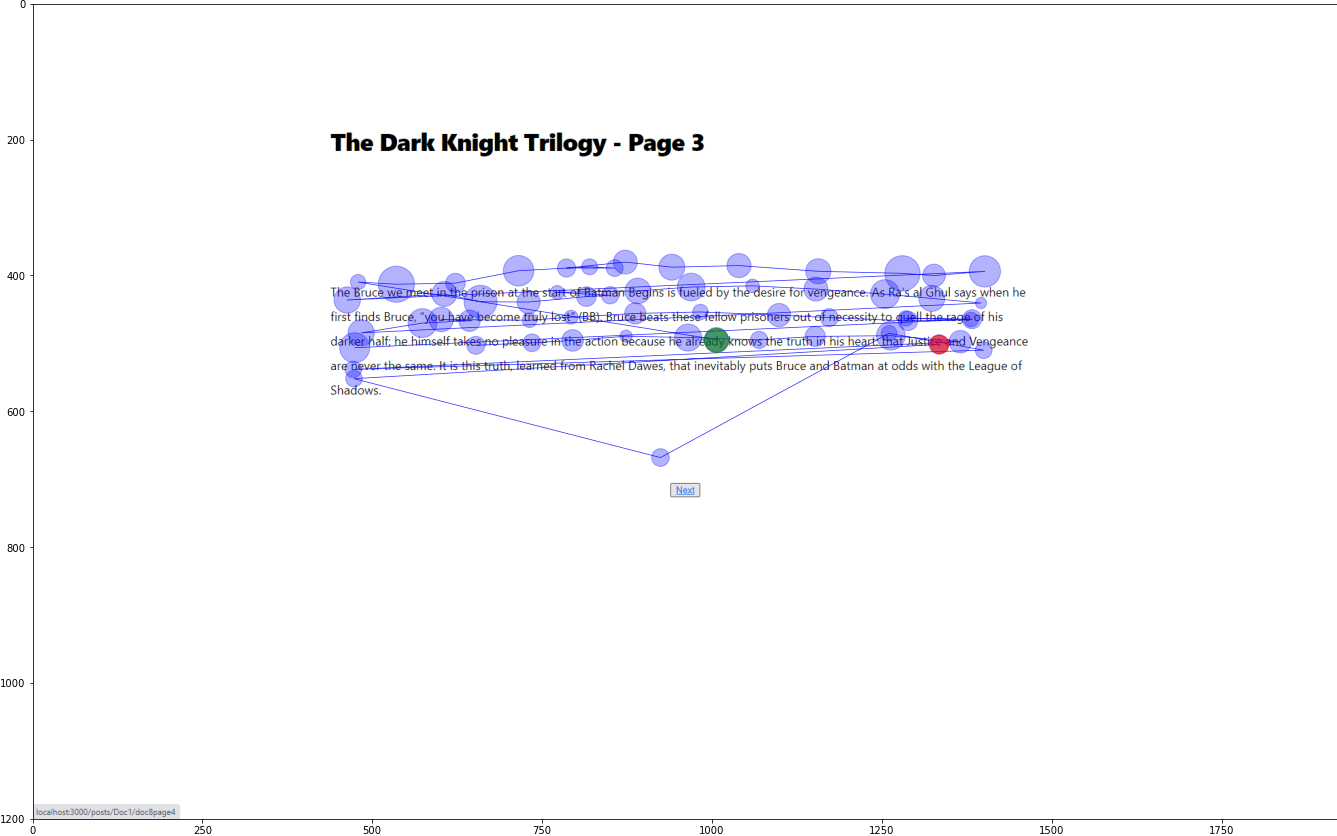 0
200
The Dark Knight Trilogy - Page 3
400
The Bruce we meet in the prison at the start of Batman Begins is fueled by the desire for vengeance. As Ra's al Ghul says when he
first finds Bruce, "you have become truly lost" (BB). Bruce beats these fellow prisoners out of necessity to quell the rage of his
darker half; he himself takes no pleasure in the action because he already knows the truth in his heart: that Justice and Vengeance
are never the same. It is this truth, learned from Rachel Dawes, that inevitably puts Bruce and Batman at odds with the League of
Shadows.
600
Next
800
1000
localhost:3000/posts/Doc1/doc8page4
1200
0 250 500 750 1000 1250 1500 1750